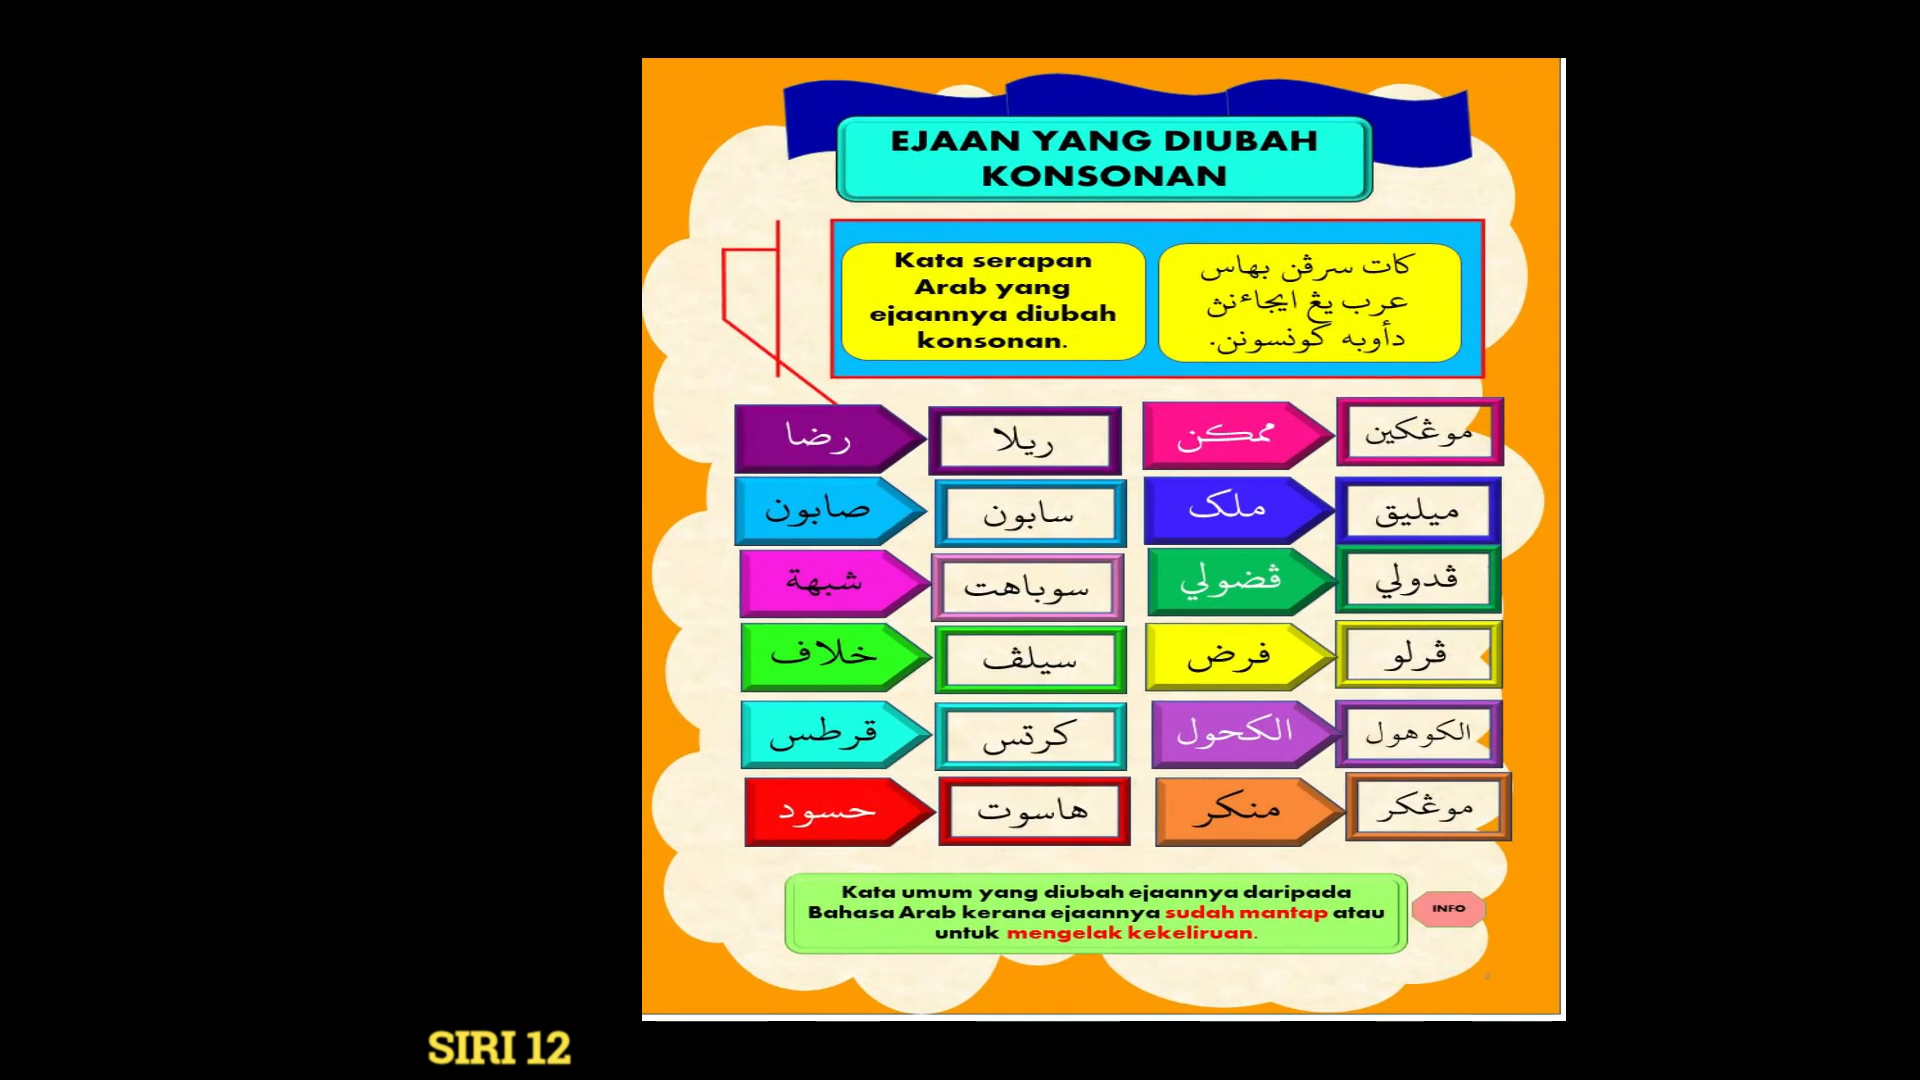 EJAAN YANG DIUBAH
KONSONAN
Kata serapan
Arab yang
ejaannya diubah
konsonan.
كات سرڤن بهاس
عرب يڠ ايجاءنڽ
دأوبه كونسونن.
رضا
ريلا
ممكن
موڠكين
صابون
سابون
ملک
ميليق
شبهة
سوباهت
ڤضولي
ڤدولي
خلاف
سيلڤ
فرض
ڤرلو
قرطس
كرتس
الكحول
الكوهول
حسود
هاسوت
منكر
موڠكر
Kata umum yang diubah ejaannya daripada
Bahasa Arab kerana ejaannya sudah mantap atau
untuk mengelak kekeliruan.
INFO
SIRI 12